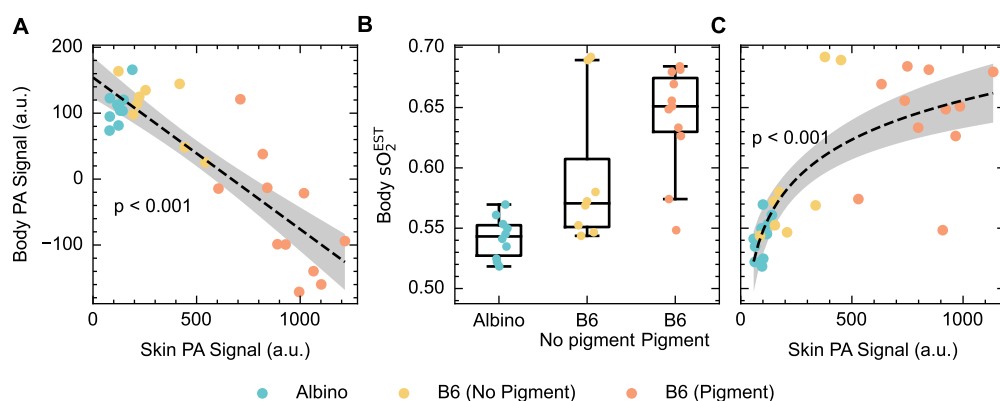 A
B
C
200
100
0
−100
Body PA Signal (a.u.)
p < 0.001
0
500
1000
Skin PA Signal (a.u.)
0.70
0.65
0.60
0.55
0.50
Body sO₂ᴱˢᵀ
Albino
B6
No pigment
B6
Pigment
p < 0.001
0
500
1000
Skin PA Signal (a.u.)
Albino
B6 (No Pigment)
B6 (Pigment)